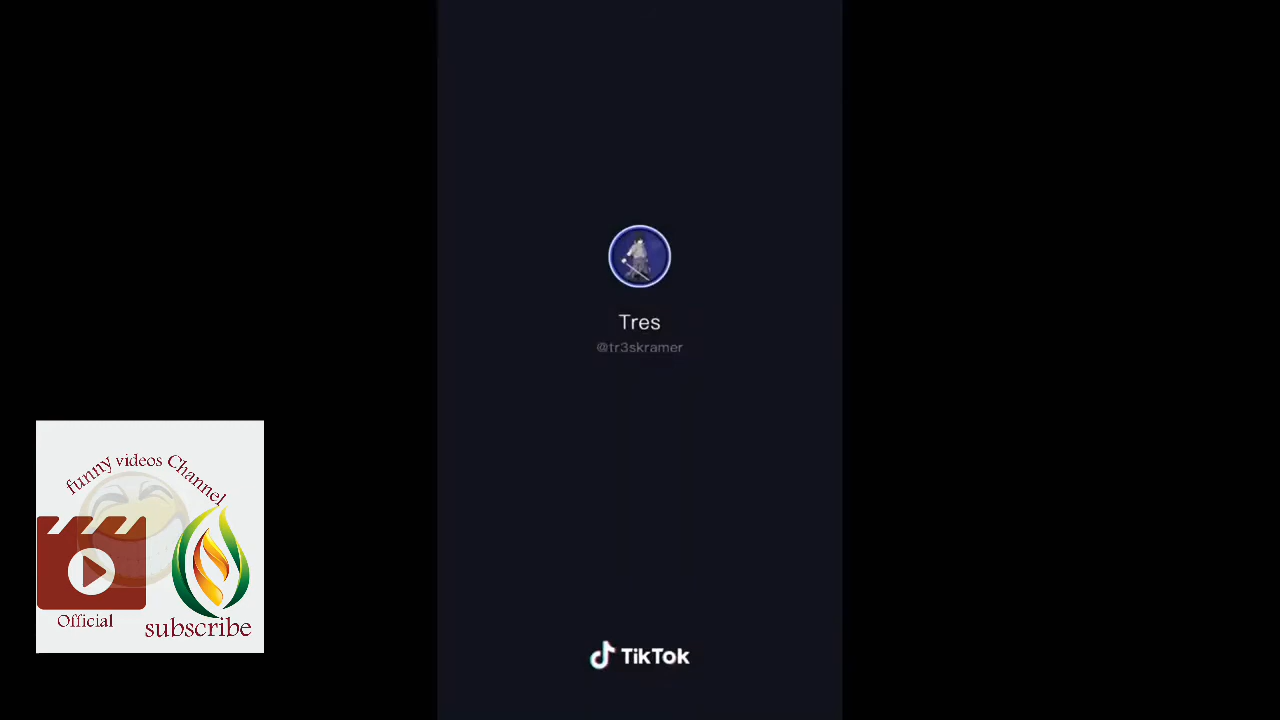 Tres
@tr3skramer
funny videos Channel
Official
subscribe
TikTok